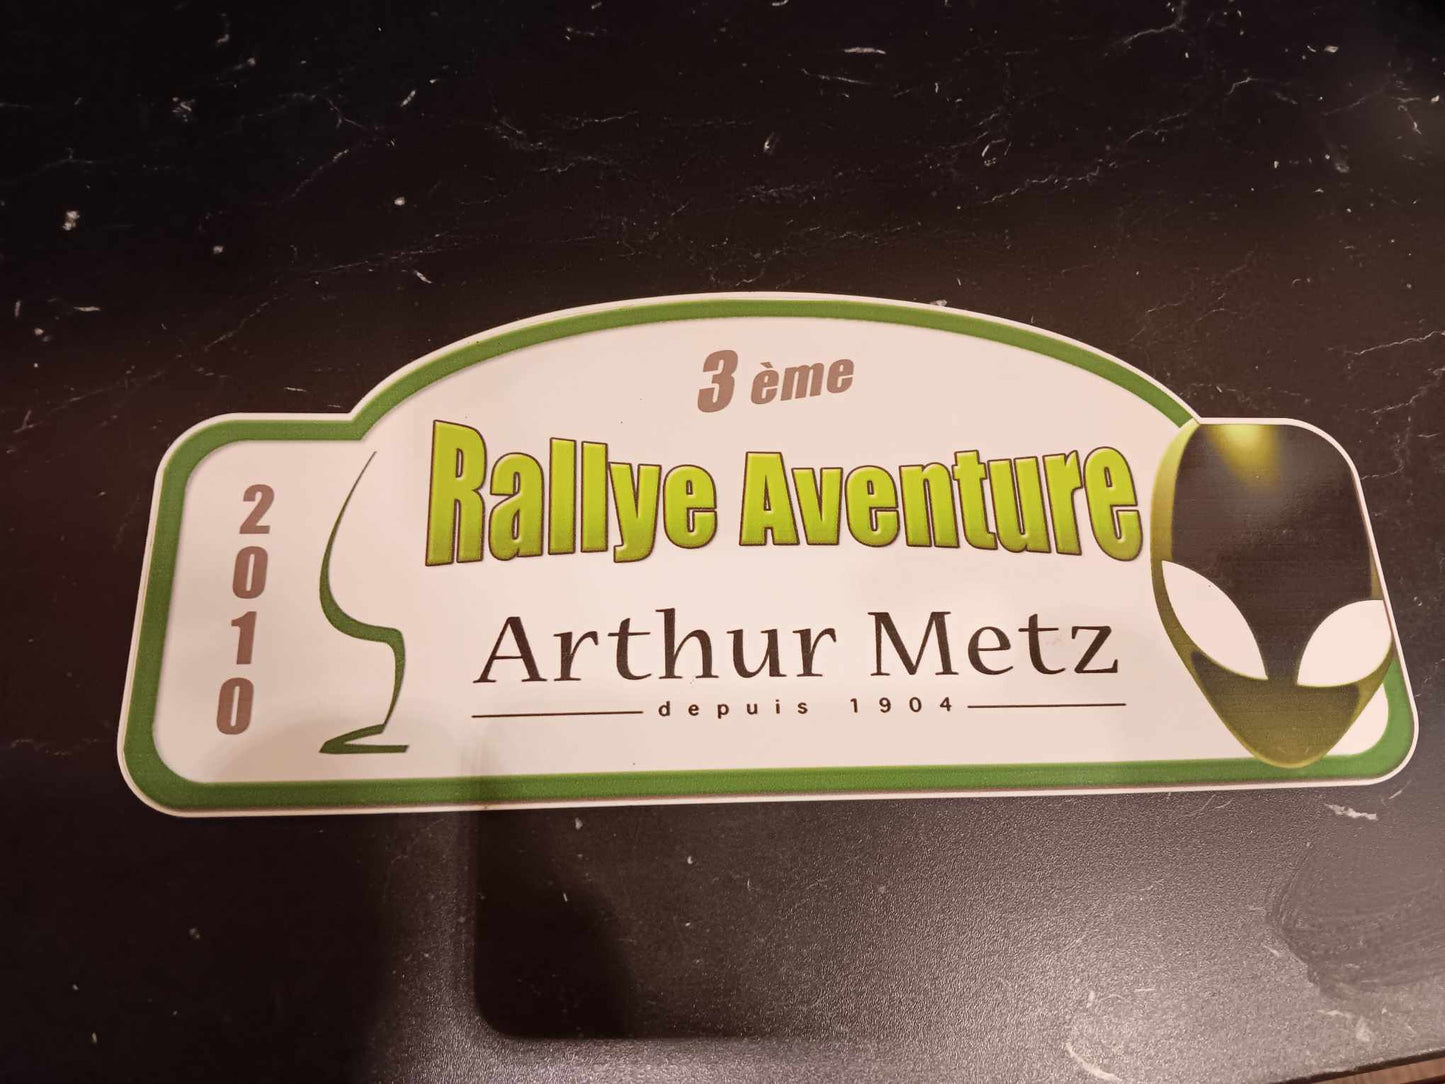 3 ème
Rallye Aventure
Arthur Metz
depuis 1904
2010